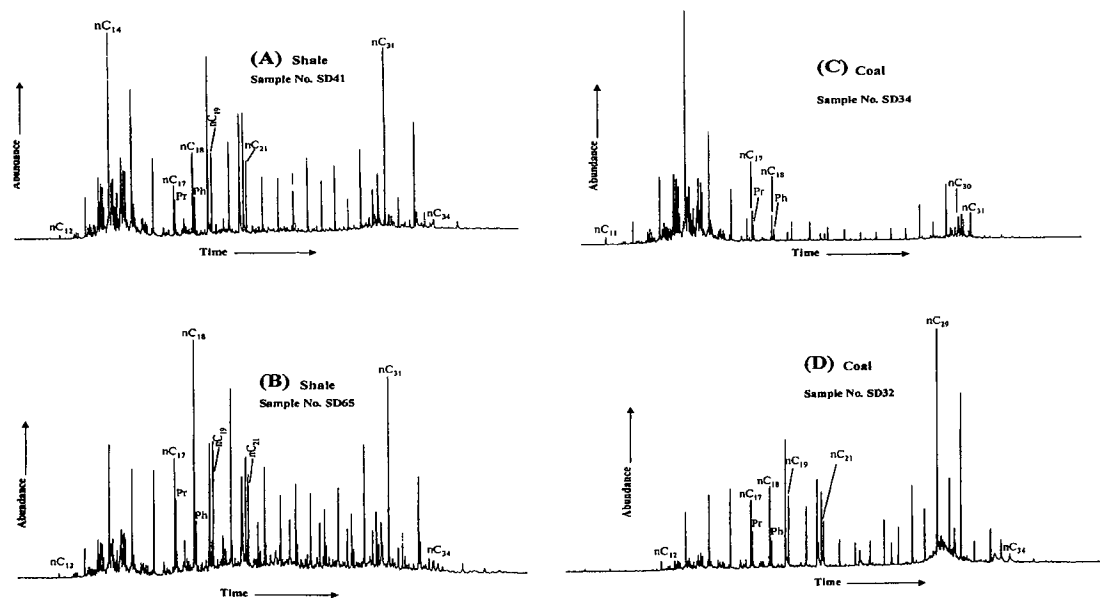 nC14
(A) Shale
Sample No. SD41
nC31
nC19
nC18
nC21
nC17
Pr
Ph
nC12
nC34
Abundance
Time
(C) Coal
Sample No. SD34
nC17
nC18
Pr
Ph
nC30
nC31
nC11
Abundance
Time
nC18
(B) Shale
Sample No. SD65
nC31
nC19
nC17
nC21
Pr
Ph
nC34
Abundance
Time
nC29
(D) Coal
Sample No. SD32
nC19
nC21
nC18
nC17
Pr
Ph
nC12
nC34
Abundance
Time